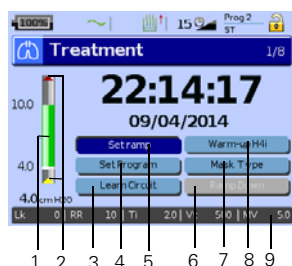 100% 15 Prog 2 ST
Treatment 1/8
22:14:17
10.0
09/04/2014
Set ramp Warm-up H4i
4.0 Set Program Mask Type
Learn Circuit Ramp Down
4.0 cm H2O
Lk 0 RR 10 Ti 2.0 Vt 500 MV 5.0
1 2 3 4 5 6 7 8 9